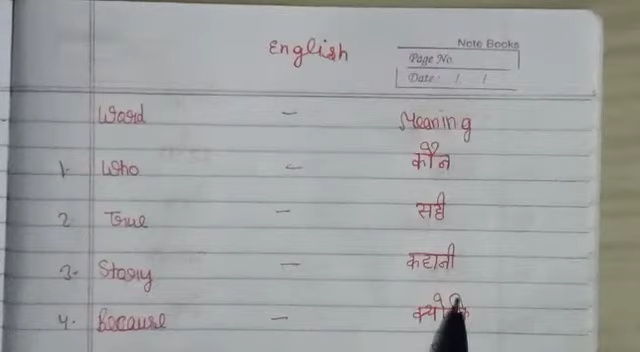 English
Note Books
Page No.
Date : / /
Word - Meaning
1. Who - कौन
2. True - सही
3- Story - कहानी
4. Because -